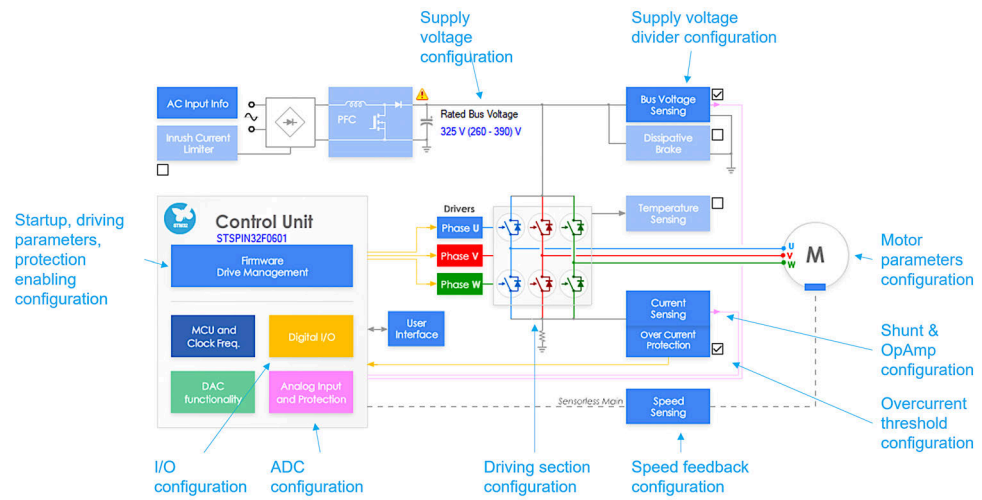 Supply
voltage
configuration
Supply voltage
divider configuration
AC Input Info
Inrush Current
Limiter
PFC
Rated Bus Voltage
325 V (260 - 390) V
Bus Voltage
Sensing
Dissipative
Brake
Startup, driving
parameters,
protection
enabling
configuration
STM32
Control Unit
STSPIN32F0601
Firmware
Drive Management
MCU and
Clock Freq.
Digital I/O
DAC
functionality
Analog Input
and Protection
User
Interface
Drivers
Phase U
Phase V
Phase W
Temperature
Sensing
U
V
W
M
Motor
parameters
configuration
Current
Sensing
Over Current
Protection
Shunt &
OpAmp
configuration
Sensorless Main
Speed
Sensing
Overcurrent
threshold
configuration
I/O
configuration
ADC
configuration
Driving section
configuration
Speed feedback
configuration